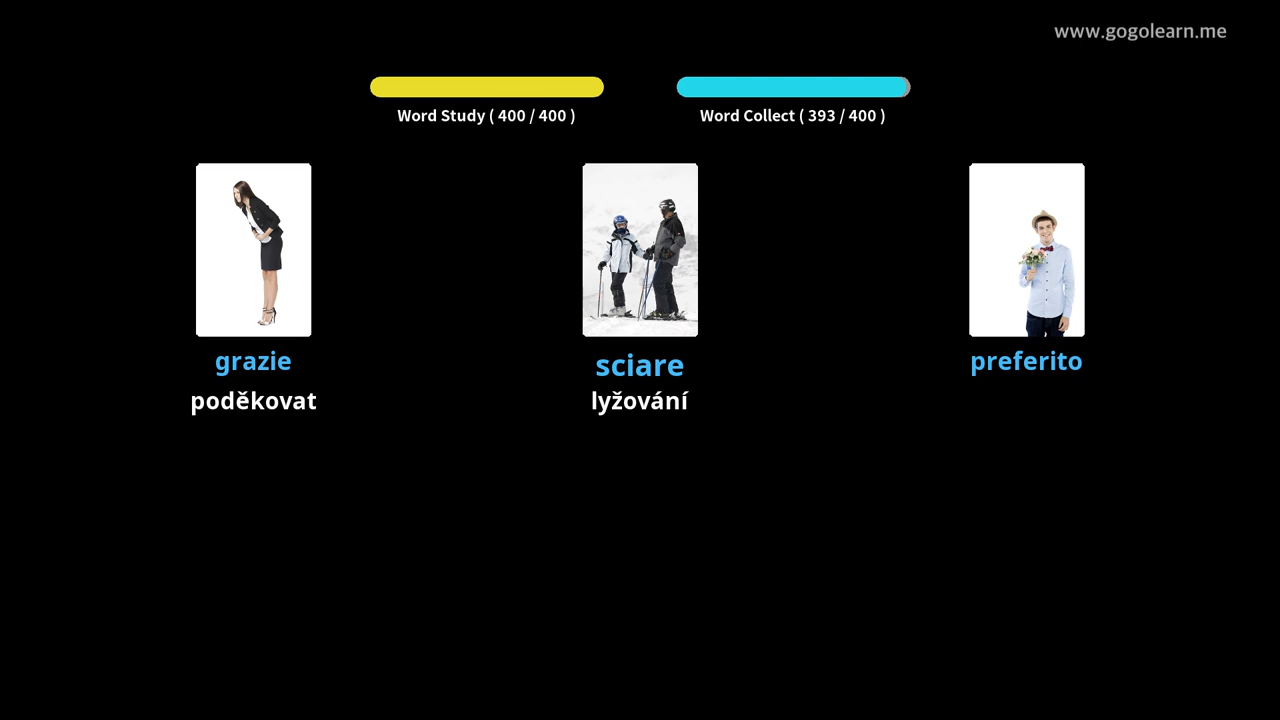 www.gogolearn.me
Word Study ( 400 / 400 )
Word Collect ( 393 / 400 )
grazie
sciare
preferito
poděkovat
lyžování